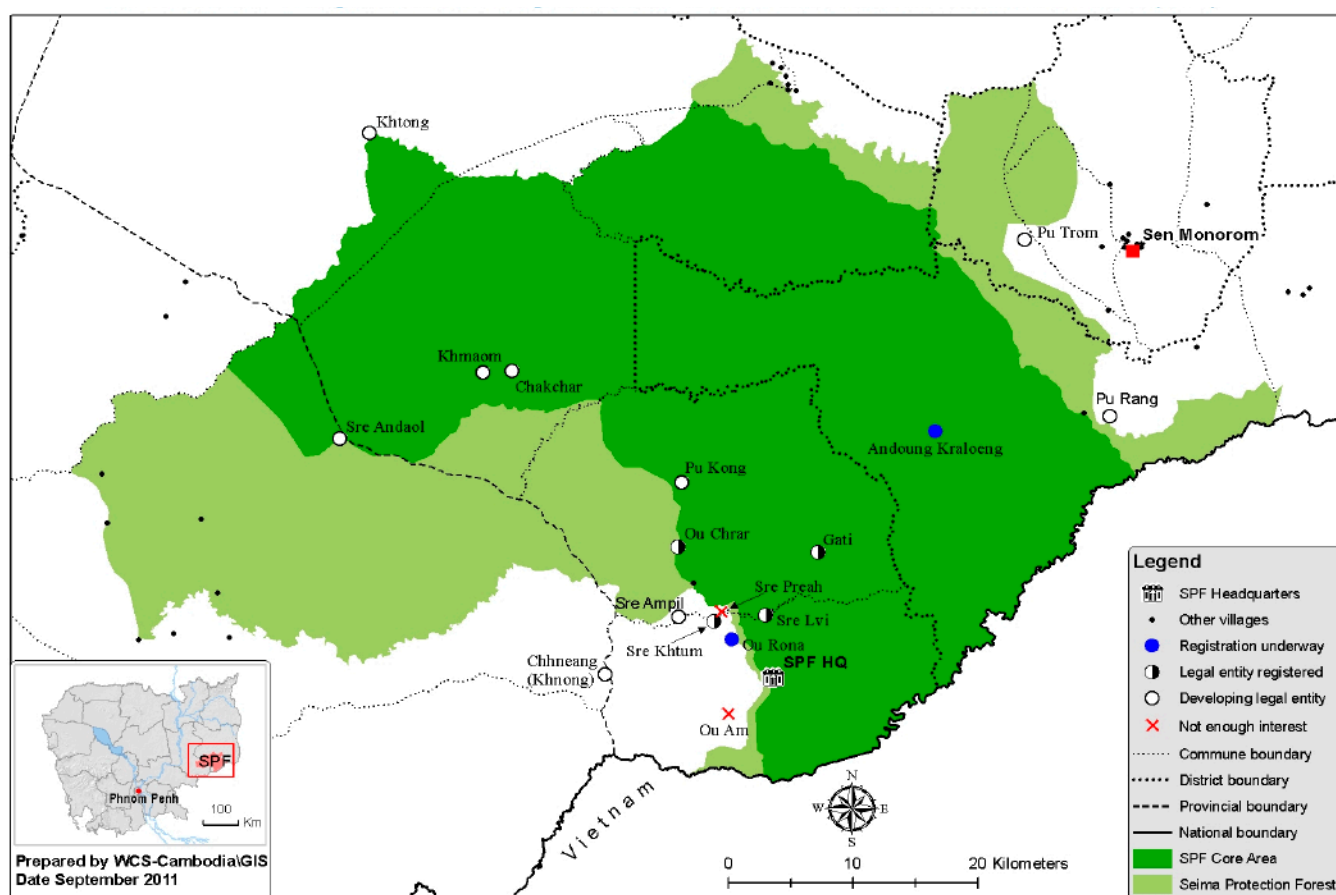 Khtong
Pu Trom
Sen Monorom
Khmaom
Chakchar
Pu Rang
Sre Andaol
Andoung Kraloeng
Pu Kong
Ou Chrar
Gati
Sre Preah
Sre Ampil
Sre Lvi
Sre Khtum
Ou Rona
SPF HQ
Chhneang
(Khnong)
Ou Am
Vietnam
N
W
E
S
0 10 20 Kilometers
Legend
SPF Headquarters
Other villages
Registration underway
Legal entity registered
Developing legal entity
Not enough interest
Commune boundary
District boundary
Provincial boundary
National boundary
SPF Core Area
Seima Protection Forest
SPF
Phnom Penh
100
Km
Prepared by WCS-Cambodia\GIS
Date September 2011